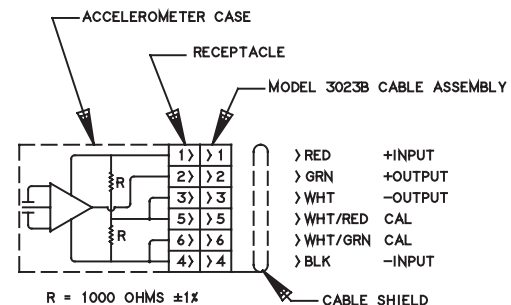 ACCELEROMETER CASE
RECEPTACLE
MODEL 3023B CABLE ASSEMBLY
1> >1 >RED +INPUT
R 2> >2 >GRN +OUTPUT
3> >3 >WHT -OUTPUT
5> >5 >WHT/RED CAL
R 6> >6 >WHT/GRN CAL
4> >4 >BLK -INPUT
R = 1000 OHMS ±1%
CABLE SHIELD